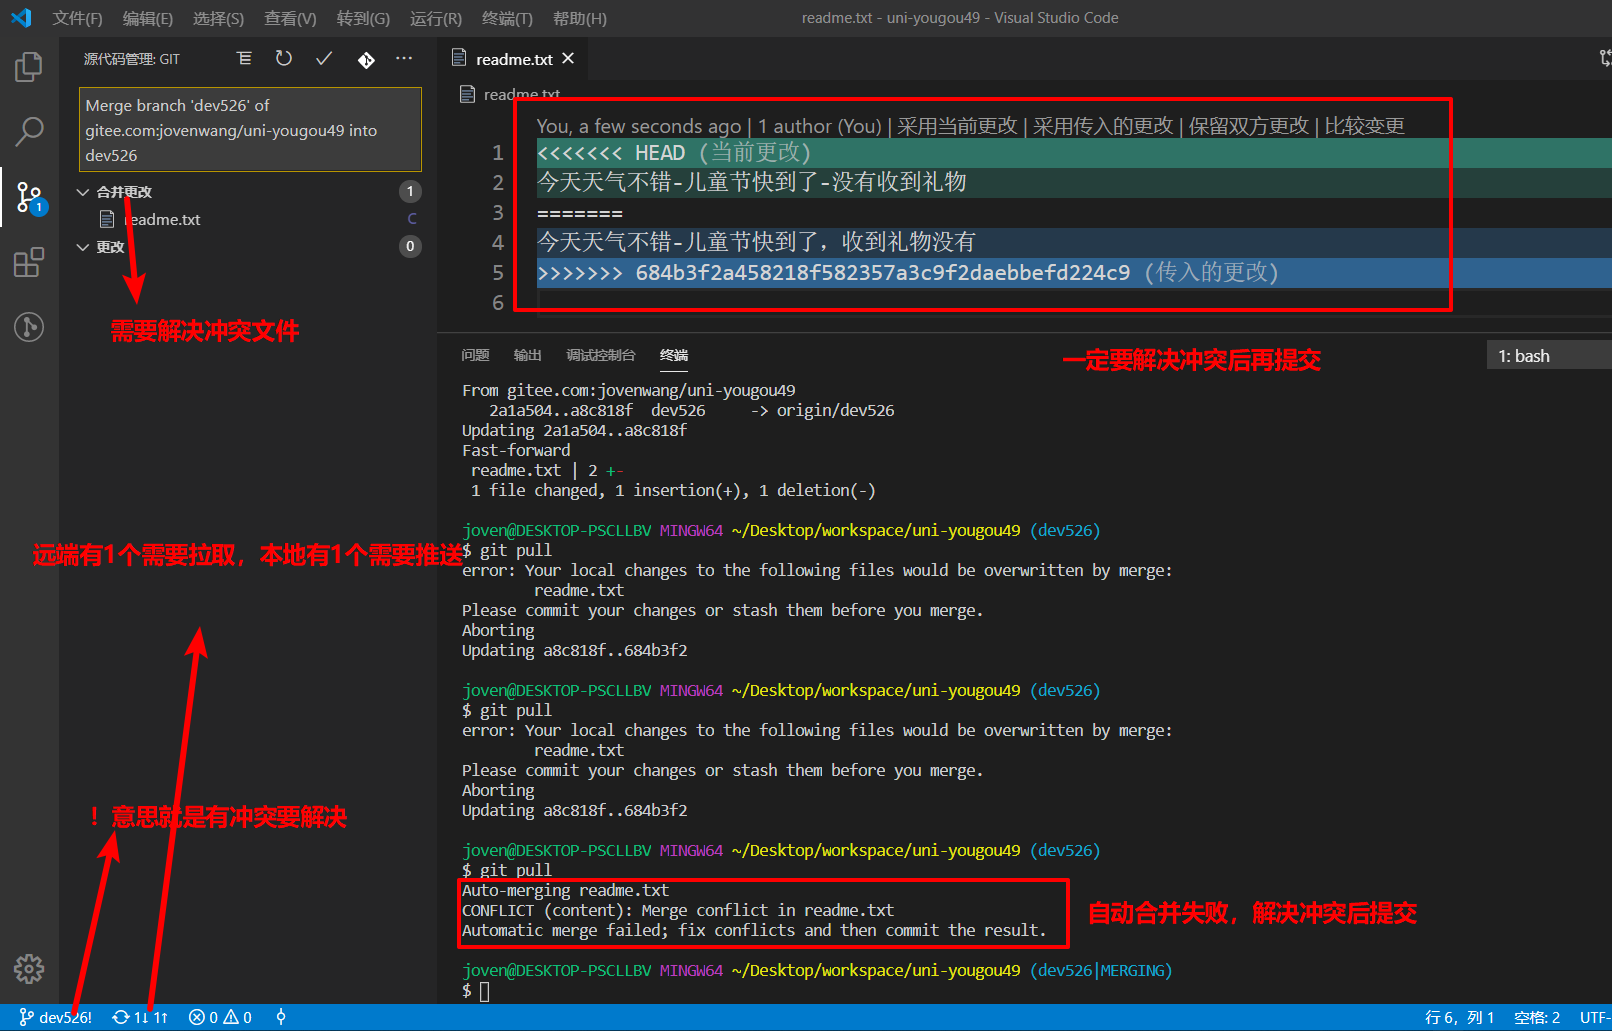 文件(F) 编辑(E) 选择(S) 查看(V) 转到(G) 运行(R) 终端(T) 帮助(H) readme.txt - uni-yougou49 - Visual Studio Code
源代码管理: GIT
Merge branch 'dev526' of
gitee.com:jovenwang/uni-yougou49 into
dev526
合并更改 1
readme.txt C
更改 0
1
需要解决冲突文件
远端有1个需要拉取，本地有1个需要推送
！意思就是有冲突要解决
readme.txt
readme.txt
You, a few seconds ago | 1 author (You) | 采用当前更改 | 采用传入的更改 | 保留双方更改 | 比较变更
1 <<<<<<< HEAD (当前更改)
2 今天天气不错-儿童节快到了-没有收到礼物
3 =======
4 今天天气不错-儿童节快到了，收到礼物没有
5 >>>>>>> 684b3f2a458218f582357a3c9f2daebbefd224c9 (传入的更改)
6
问题 输出 调试控制台 终端 1: bash
一定要解决冲突后再提交
From gitee.com:jovenwang/uni-yougou49
2a1a504..a8c818f dev526 -> origin/dev526
Updating 2a1a504..a8c818f
Fast-forward
readme.txt | 2 +-
1 file changed, 1 insertion(+), 1 deletion(-)
joven@DESKTOP-PSCLLBV MINGW64 ~/Desktop/workspace/uni-yougou49 (dev526)
$ git pull
error: Your local changes to the following files would be overwritten by merge:
readme.txt
Please commit your changes or stash them before you merge.
Aborting
Updating a8c818f..684b3f2
joven@DESKTOP-PSCLLBV MINGW64 ~/Desktop/workspace/uni-yougou49 (dev526)
$ git pull
error: Your local changes to the following files would be overwritten by merge:
readme.txt
Please commit your changes or stash them before you merge.
Aborting
Updating a8c818f..684b3f2
joven@DESKTOP-PSCLLBV MINGW64 ~/Desktop/workspace/uni-yougou49 (dev526)
$ git pull
Auto-merging readme.txt
CONFLICT (content): Merge conflict in readme.txt
Automatic merge failed; fix conflicts and then commit the result.
自动合并失败，解决冲突后提交
joven@DESKTOP-PSCLLBV MINGW64 ~/Desktop/workspace/uni-yougou49 (dev526|MERGING)
$
dev526! 1↓ 1↑ 0 0 行 6，列 1 空格: 2 UTF-